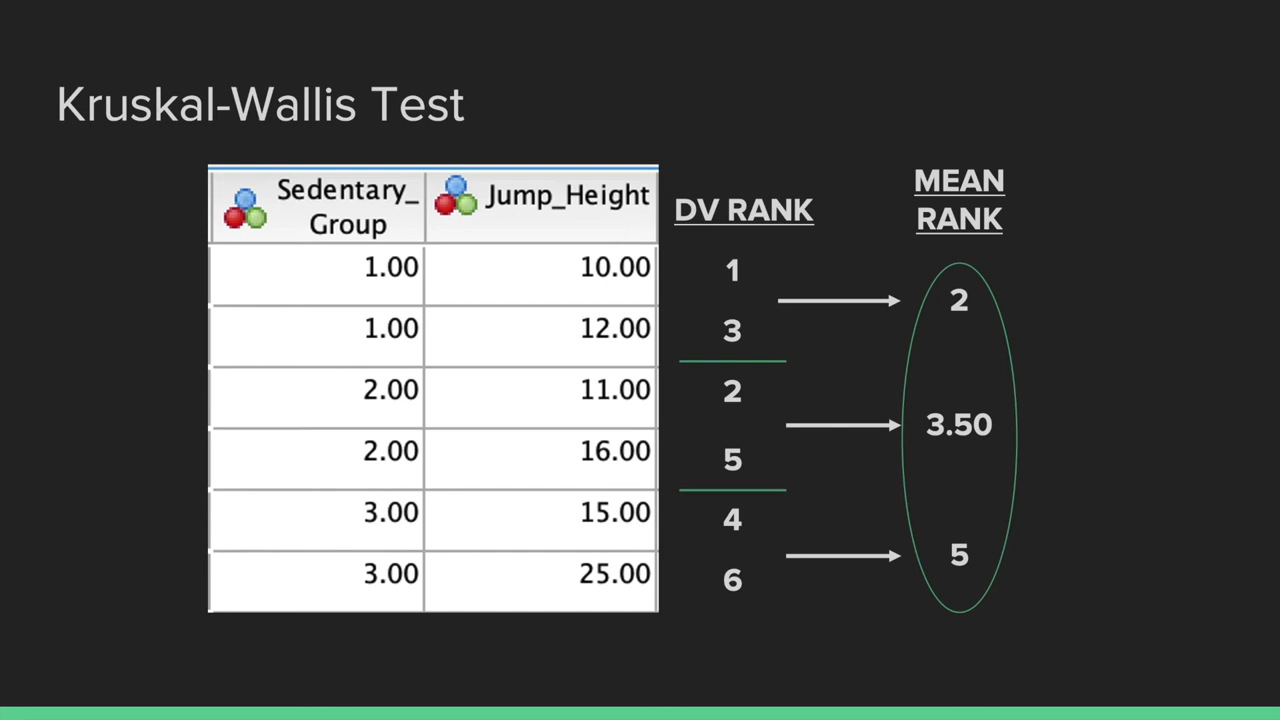 Kruskal-Wallis Test
Sedentary_
Group
Jump_Height
DV RANK
MEAN
RANK
1.00 10.00 1
2
1.00 12.00 3
2.00 11.00 2
3.50
2.00 16.00 5
3.00 15.00 4
5
3.00 25.00 6